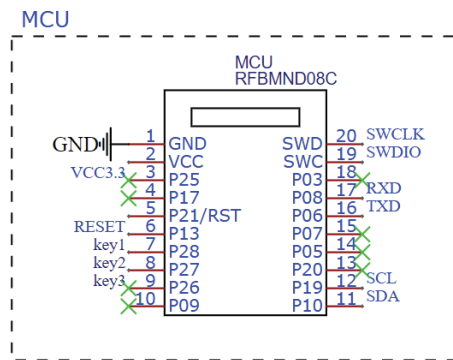 MCU
MCU
RFBMND08C
GND 1 GND SWD 20 SWCLK
2 VCC SWC 19 SWDIO
VCC3.3 3 P25 P03 18
4 P17 P08 17 RXD
5 P21/RST P06 16 TXD
RESET 6 P13 P07 15
key1 7 P28 P05 14
key2 8 P27 P20 13
key3 9 P26 P19 12 SCL
10 P09 P10 11 SDA